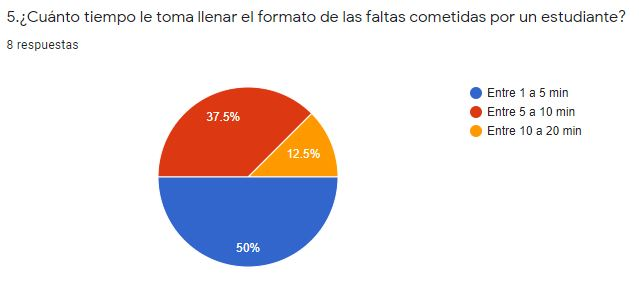 5.¿Cuánto tiempo le toma llenar el formato de las faltas cometidas por un estudiante?
8 respuestas
Entre 1 a 5 min
Entre 5 a 10 min
Entre 10 a 20 min
37.5%
12.5%
50%